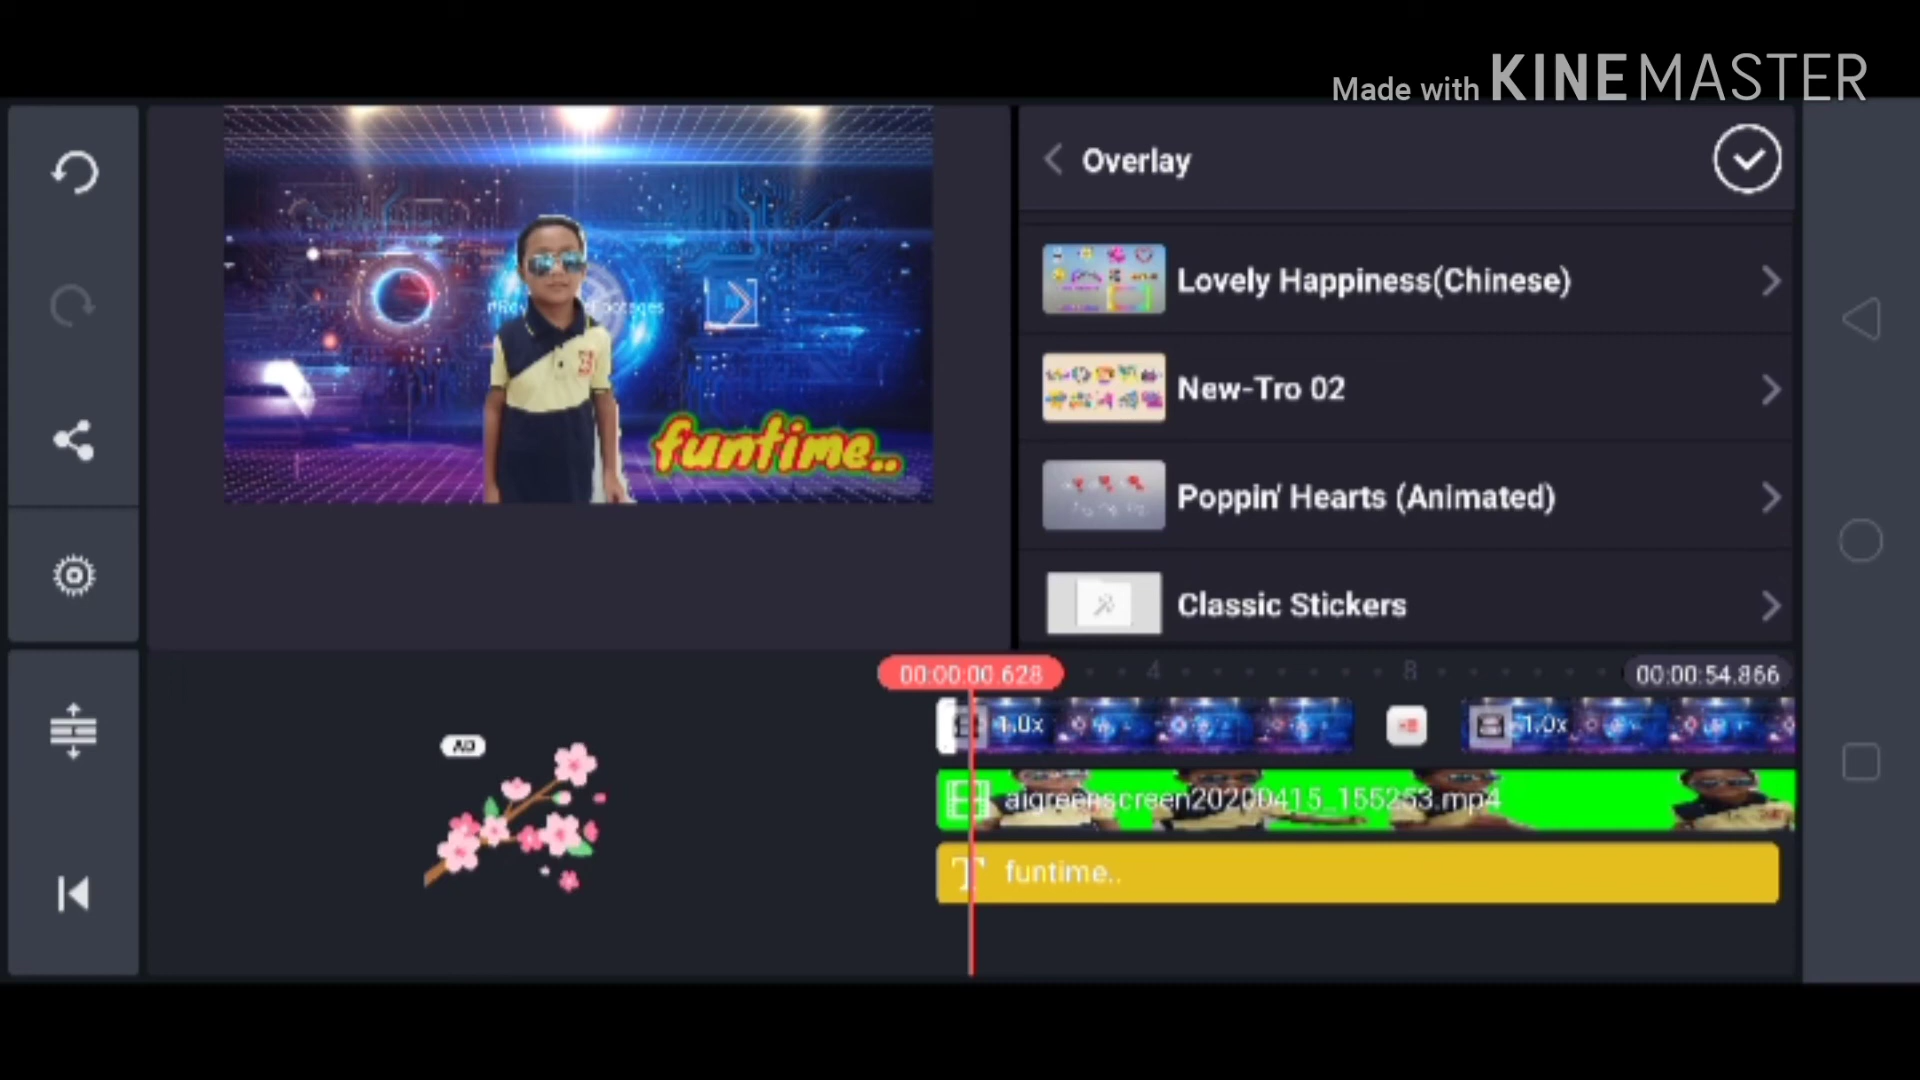 Made with KINEMASTER
Overlay
Lovely Happiness(Chinese)
New-Tro 02
Poppin' Hearts (Animated)
Classic Stickers
funtime..
00:00:00.628
4
8
00:00:54.866
1.0x
1.0x
AD
aigreenscreen20200415_155253.mp4
T funtime..